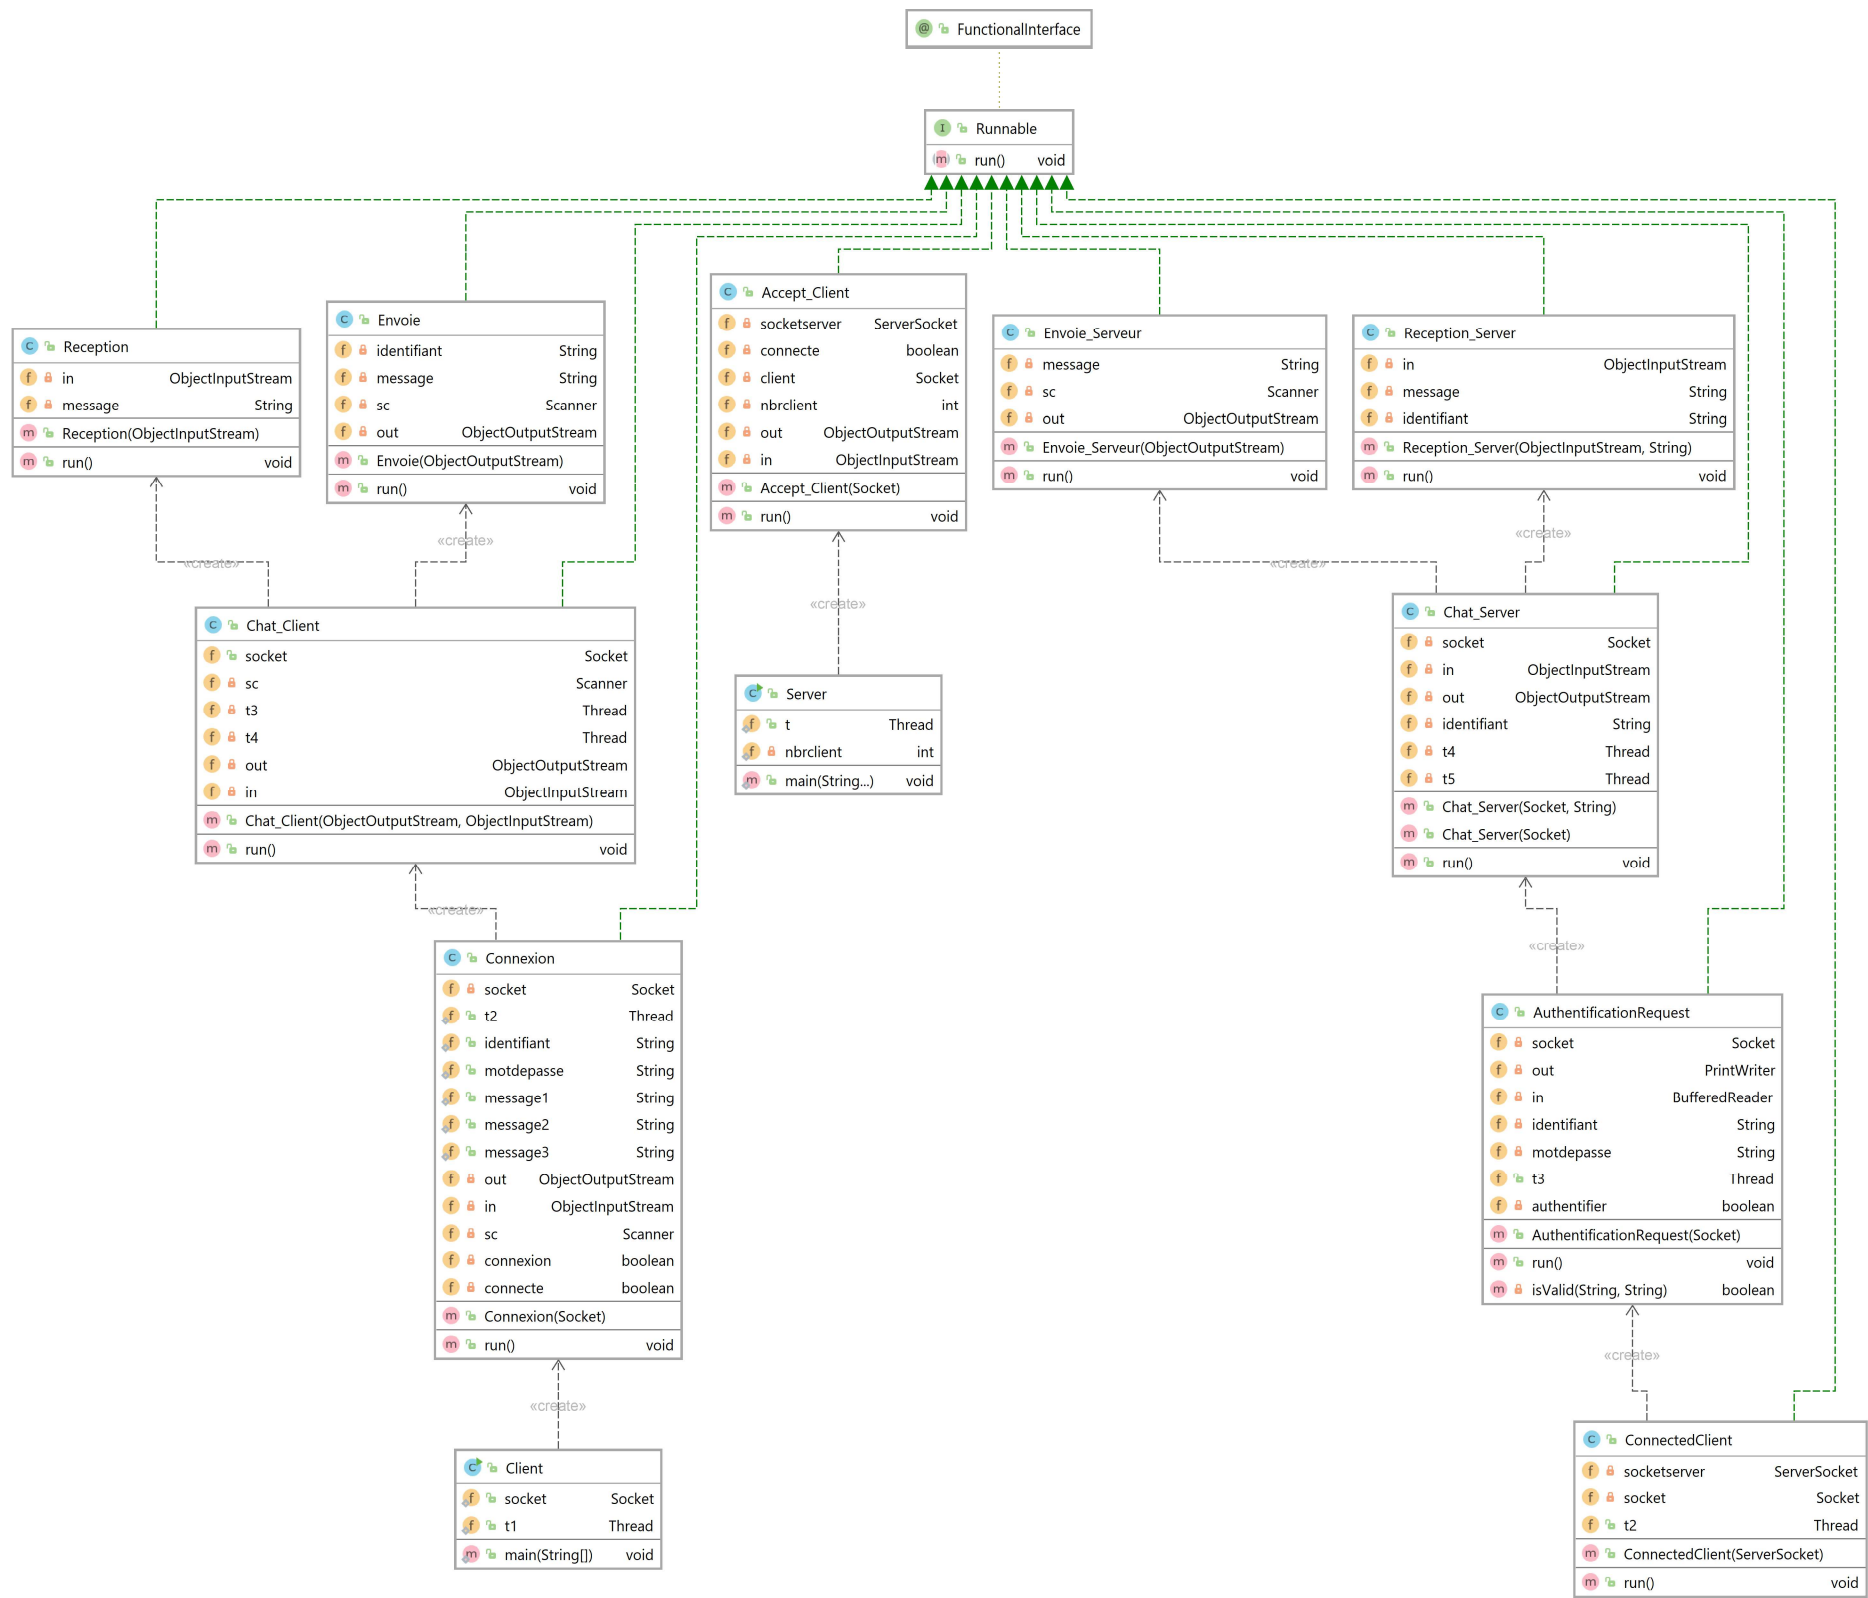 FunctionalInterface
Runnable
run() void
Reception
in ObjectInputStream
message String
Reception(ObjectInputStream)
run() void
Envoie
identifiant String
message String
sc Scanner
out ObjectOutputStream
Envoie(ObjectOutputStream)
run() void
Accept_Client
socketserver ServerSocket
connecte boolean
client Socket
nbrclient int
out ObjectOutputStream
in ObjectInputStream
Accept_Client(Socket)
run() void
Envoie_Serveur
message String
sc Scanner
out ObjectOutputStream
Envoie_Serveur(ObjectOutputStream)
run() void
Reception_Server
in ObjectInputStream
message String
identifiant String
Reception_Server(ObjectInputStream, String)
run() void
«create»
«create»
«create»
«create»
«create»
Chat_Client
socket Socket
sc Scanner
t3 Thread
t4 Thread
out ObjectOutputStream
in ObjectInputStream
Chat_Client(ObjectOutputStream, ObjectInputStream)
run() void
Server
t Thread
nbrclient int
main(String...) void
Chat_Server
socket Socket
in ObjectInputStream
out ObjectOutputStream
identifiant String
t4 Thread
t5 Thread
Chat_Server(Socket, String)
Chat_Server(Socket)
run() void
«create»
«create»
Connexion
socket Socket
t2 Thread
identifiant String
motdepasse String
message1 String
message2 String
message3 String
out ObjectOutputStream
in ObjectInputStream
sc Scanner
connexion boolean
connecte boolean
Connexion(Socket)
run() void
AuthentificationRequest
socket Socket
out PrintWriter
in BufferedReader
identifiant String
motdepasse String
t3 Thread
authentifier boolean
AuthentificationRequest(Socket)
run() void
isValid(String, String) boolean
«create»
«create»
Client
socket Socket
t1 Thread
main(String[]) void
ConnectedClient
socketserver ServerSocket
socket Socket
t2 Thread
ConnectedClient(ServerSocket)
run() void